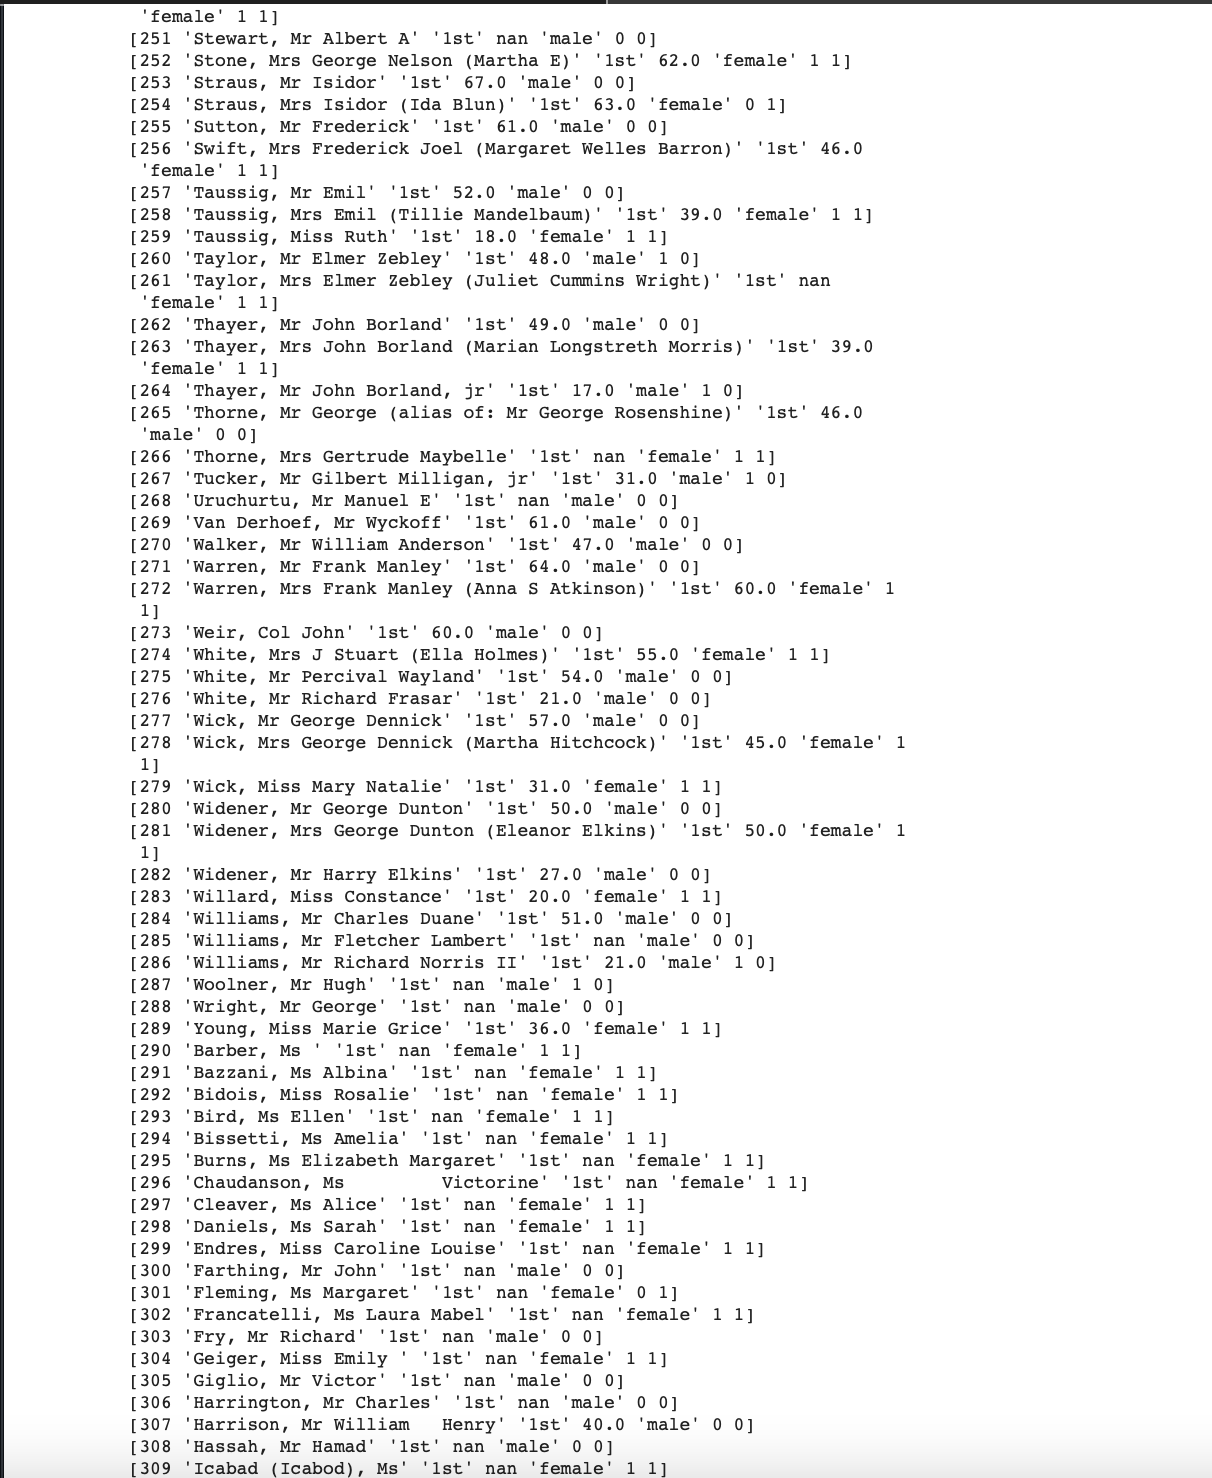 'female' 1 1]
[251 'Stewart, Mr Albert A' '1st' nan 'male' 0 0]
[252 'Stone, Mrs George Nelson (Martha E)' '1st' 62.0 'female' 1 1]
[253 'Straus, Mr Isidor' '1st' 67.0 'male' 0 0]
[254 'Straus, Mrs Isidor (Ida Blun)' '1st' 63.0 'female' 0 1]
[255 'Sutton, Mr Frederick' '1st' 61.0 'male' 0 0]
[256 'Swift, Mrs Frederick Joel (Margaret Welles Barron)' '1st' 46.0
'female' 1 1]
[257 'Taussig, Mr Emil' '1st' 52.0 'male' 0 0]
[258 'Taussig, Mrs Emil (Tillie Mandelbaum)' '1st' 39.0 'female' 1 1]
[259 'Taussig, Miss Ruth' '1st' 18.0 'female' 1 1]
[260 'Taylor, Mr Elmer Zebley' '1st' 48.0 'male' 1 0]
[261 'Taylor, Mrs Elmer Zebley (Juliet Cummins Wright)' '1st' nan
'female' 1 1]
[262 'Thayer, Mr John Borland' '1st' 49.0 'male' 0 0]
[263 'Thayer, Mrs John Borland (Marian Longstreth Morris)' '1st' 39.0
'female' 1 1]
[264 'Thayer, Mr John Borland, jr' '1st' 17.0 'male' 1 0]
[265 'Thorne, Mr George (alias of: Mr George Rosenshine)' '1st' 46.0
'male' 0 0]
[266 'Thorne, Mrs Gertrude Maybelle' '1st' nan 'female' 1 1]
[267 'Tucker, Mr Gilbert Milligan, jr' '1st' 31.0 'male' 1 0]
[268 'Uruchurtu, Mr Manuel E' '1st' nan 'male' 0 0]
[269 'Van Derhoef, Mr Wyckoff' '1st' 61.0 'male' 0 0]
[270 'Walker, Mr William Anderson' '1st' 47.0 'male' 0 0]
[271 'Warren, Mr Frank Manley' '1st' 64.0 'male' 0 0]
[272 'Warren, Mrs Frank Manley (Anna S Atkinson)' '1st' 60.0 'female' 1
1]
[273 'Weir, Col John' '1st' 60.0 'male' 0 0]
[274 'White, Mrs J Stuart (Ella Holmes)' '1st' 55.0 'female' 1 1]
[275 'White, Mr Percival Wayland' '1st' 54.0 'male' 0 0]
[276 'White, Mr Richard Frasar' '1st' 21.0 'male' 0 0]
[277 'Wick, Mr George Dennick' '1st' 57.0 'male' 0 0]
[278 'Wick, Mrs George Dennick (Martha Hitchcock)' '1st' 45.0 'female' 1
1]
[279 'Wick, Miss Mary Natalie' '1st' 31.0 'female' 1 1]
[280 'Widener, Mr George Dunton' '1st' 50.0 'male' 0 0]
[281 'Widener, Mrs George Dunton (Eleanor Elkins)' '1st' 50.0 'female' 1
1]
[282 'Widener, Mr Harry Elkins' '1st' 27.0 'male' 0 0]
[283 'Willard, Miss Constance' '1st' 20.0 'female' 1 1]
[284 'Williams, Mr Charles Duane' '1st' 51.0 'male' 0 0]
[285 'Williams, Mr Fletcher Lambert' '1st' nan 'male' 0 0]
[286 'Williams, Mr Richard Norris II' '1st' 21.0 'male' 1 0]
[287 'Woolner, Mr Hugh' '1st' nan 'male' 1 0]
[288 'Wright, Mr George' '1st' nan 'male' 0 0]
[289 'Young, Miss Marie Grice' '1st' 36.0 'female' 1 1]
[290 'Barber, Ms ' '1st' nan 'female' 1 1]
[291 'Bazzani, Ms Albina' '1st' nan 'female' 1 1]
[292 'Bidois, Miss Rosalie' '1st' nan 'female' 1 1]
[293 'Bird, Ms Ellen' '1st' nan 'female' 1 1]
[294 'Bissetti, Ms Amelia' '1st' nan 'female' 1 1]
[295 'Burns, Ms Elizabeth Margaret' '1st' nan 'female' 1 1]
[296 'Chaudanson, Ms         Victorine' '1st' nan 'female' 1 1]
[297 'Cleaver, Ms Alice' '1st' nan 'female' 1 1]
[298 'Daniels, Ms Sarah' '1st' nan 'female' 1 1]
[299 'Endres, Miss Caroline Louise' '1st' nan 'female' 1 1]
[300 'Farthing, Mr John' '1st' nan 'male' 0 0]
[301 'Fleming, Ms Margaret' '1st' nan 'female' 0 1]
[302 'Francatelli, Ms Laura Mabel' '1st' nan 'female' 1 1]
[303 'Fry, Mr Richard' '1st' nan 'male' 0 0]
[304 'Geiger, Miss Emily ' '1st' nan 'female' 1 1]
[305 'Giglio, Mr Victor' '1st' nan 'male' 0 0]
[306 'Harrington, Mr Charles' '1st' nan 'male' 0 0]
[307 'Harrison, Mr William   Henry' '1st' 40.0 'male' 0 0]
[308 'Hassah, Mr Hamad' '1st' nan 'male' 0 0]
[309 'Icabad (Icabod), Ms' '1st' nan 'female' 1 1]